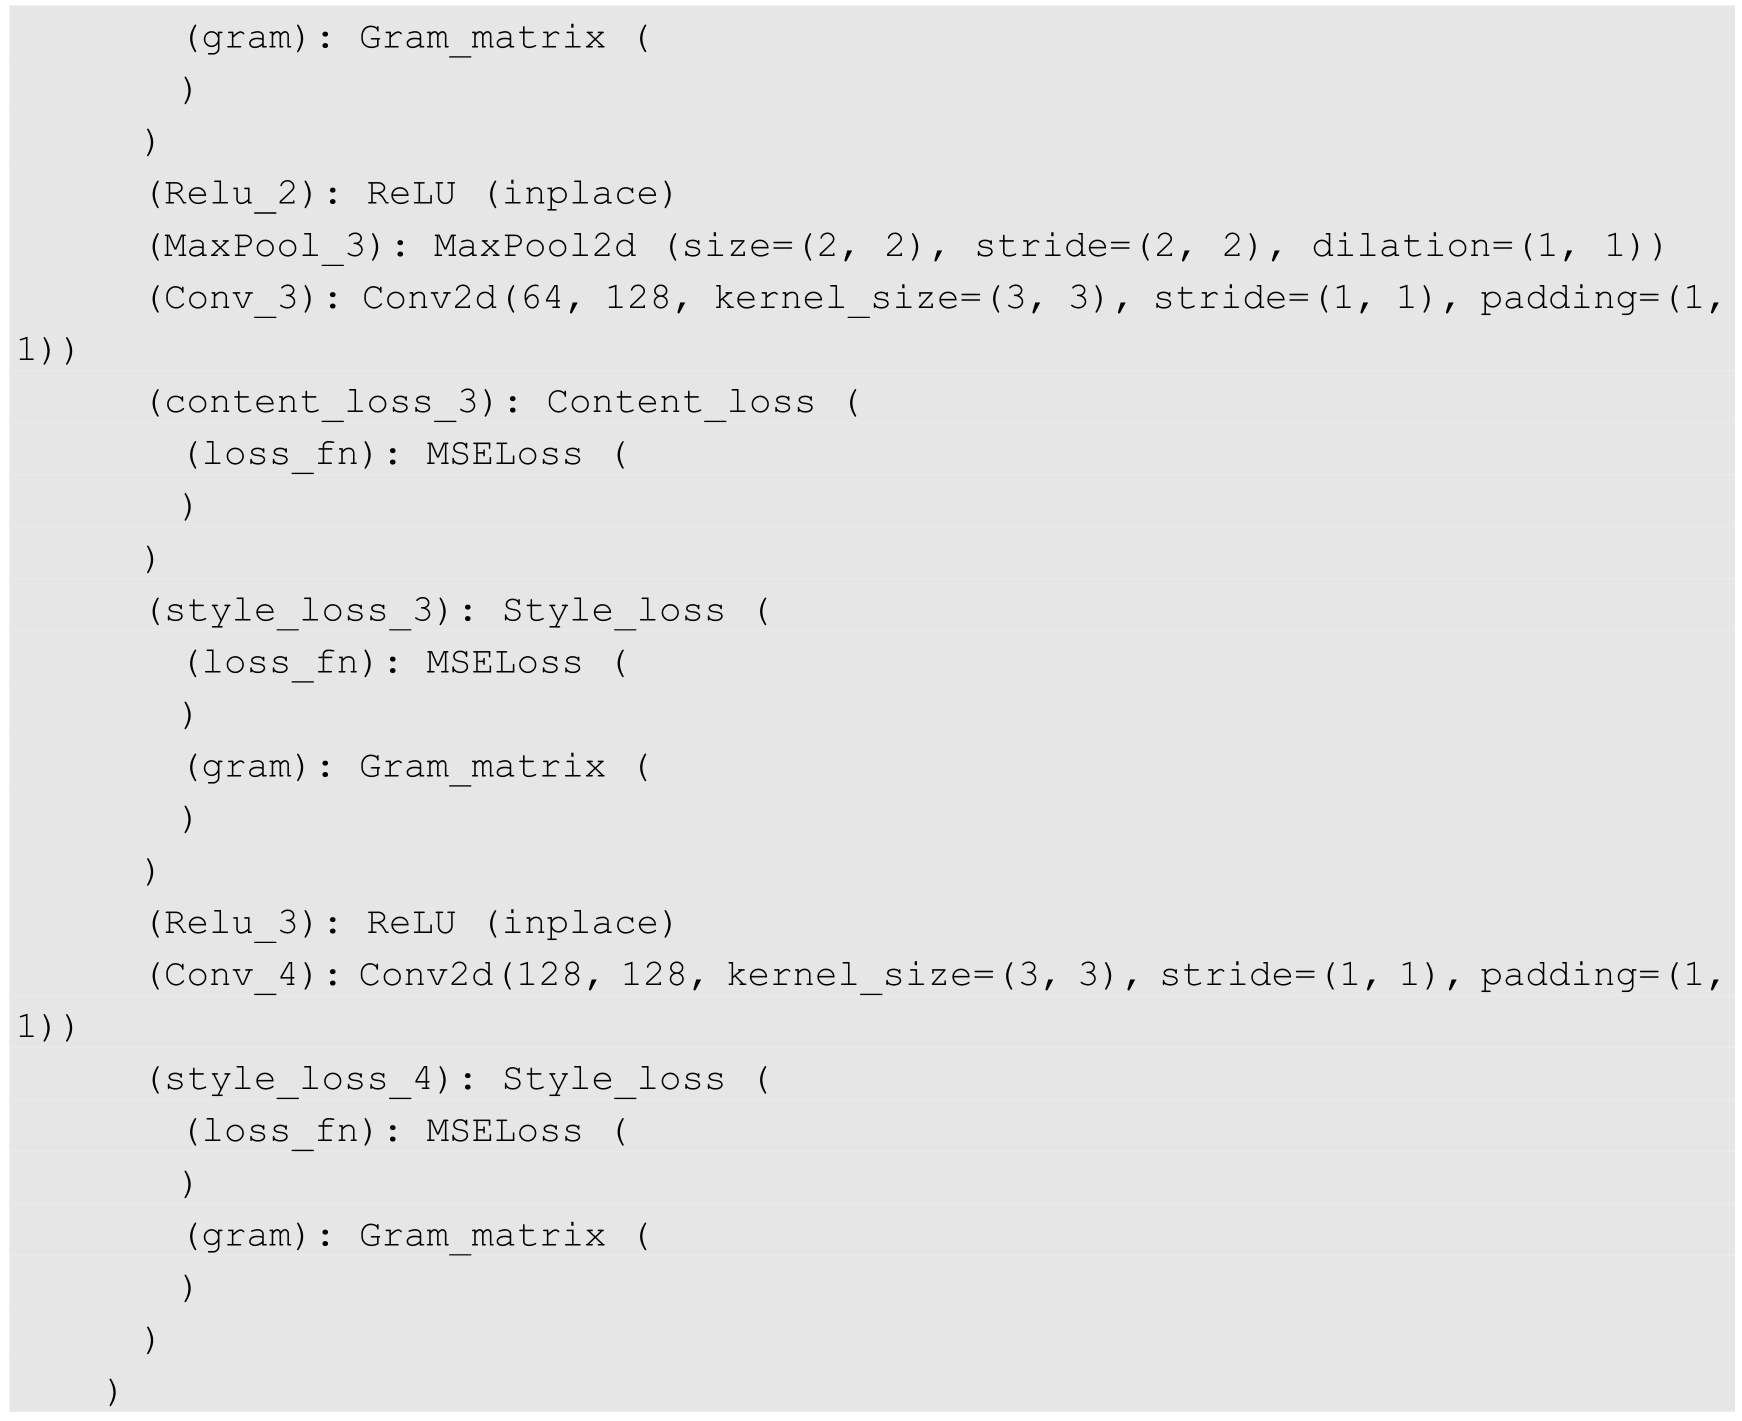 (gram): Gram_matrix (
)
)
(Relu_2): ReLU (inplace)
(MaxPool_3): MaxPool2d (size=(2, 2), stride=(2, 2), dilation=(1, 1))
(Conv_3): Conv2d(64, 128, kernel_size=(3, 3), stride=(1, 1), padding=(1,
1))
(content_loss_3): Content_loss (
(loss_fn): MSELoss (
)
)
(style_loss_3): Style_loss (
(loss_fn): MSELoss (
)
(gram): Gram_matrix (
)
)
(Relu_3): ReLU (inplace)
(Conv_4): Conv2d(128, 128, kernel_size=(3, 3), stride=(1, 1), padding=(1,
1))
(style_loss_4): Style_loss (
(loss_fn): MSELoss (
)
(gram): Gram_matrix (
)
)
)